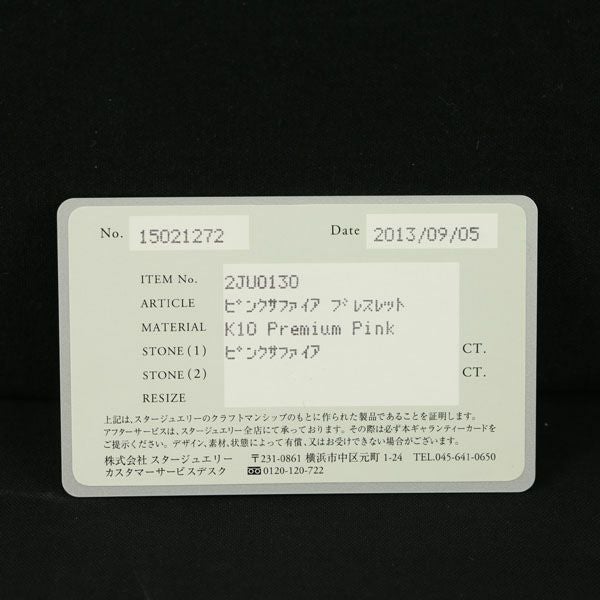 No. 15021272 Date 2013/09/05
ITEM No. 2JU0130
ARTICLE ピンクサファイア ブレスレット
MATERIAL K10 Premium Pink
STONE (1) ピンクサファイア CT.
STONE (2) CT.
RESIZE
上記は、スタージュエリーのクラフトマンシップのもとに作られた製品であることを証明します。
アフターサービスは、スタージュエリー全店にて承っております。その際は必ず本ギャランティーカードを
ご提示ください。デザイン、素材、状態によって有償、又はお受けできない場合がございます。
株式会社 スタージュエリー 〒231-0861 横浜市中区元町 1-24 TEL.045-641-0650
カスタマーサービスデスク 0120-120-722